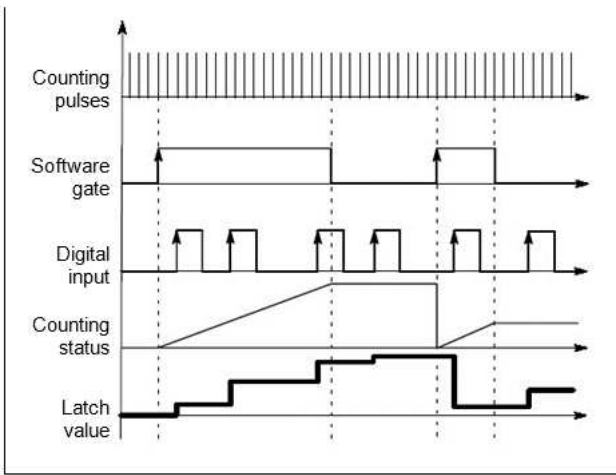 Counting
pulses
Software
gate
Digital
input
Counting
status
Latch
value